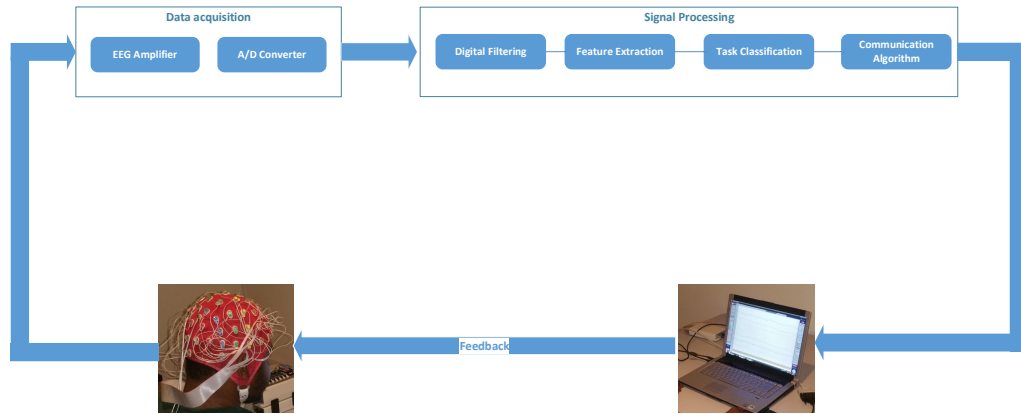 Data acquisition
EEG Amplifier
A/D Converter
Signal Processing
Digital Filtering
Feature Extraction
Task Classification
Communication
Algorithm
Feedback